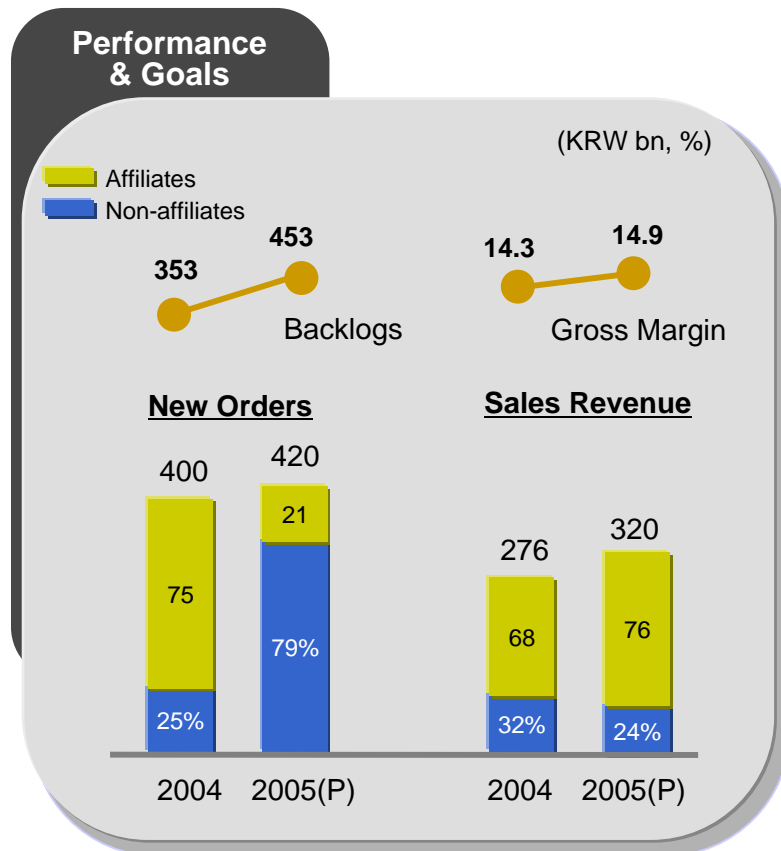 Performance
& Goals
(KRW bn, %)
Affiliates
Non-affiliates
353
453
Backlogs
14.3
14.9
Gross Margin
New Orders
Sales Revenue
400
420
75
21
25%
79%
276
320
68
76
32%
24%
2004
2005(P)
2004
2005(P)